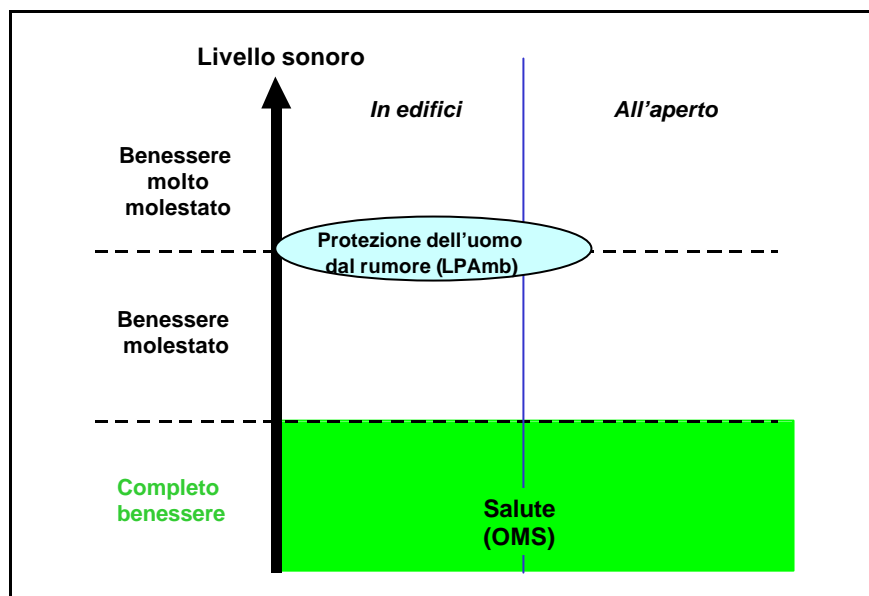 Livello sonoro
In edifici
All'aperto
Benessere
molto
molestato
Protezione dell'uomo
dal rumore (LPAmb)
Benessere
molestato
Completo
benessere
Salute
(OMS)